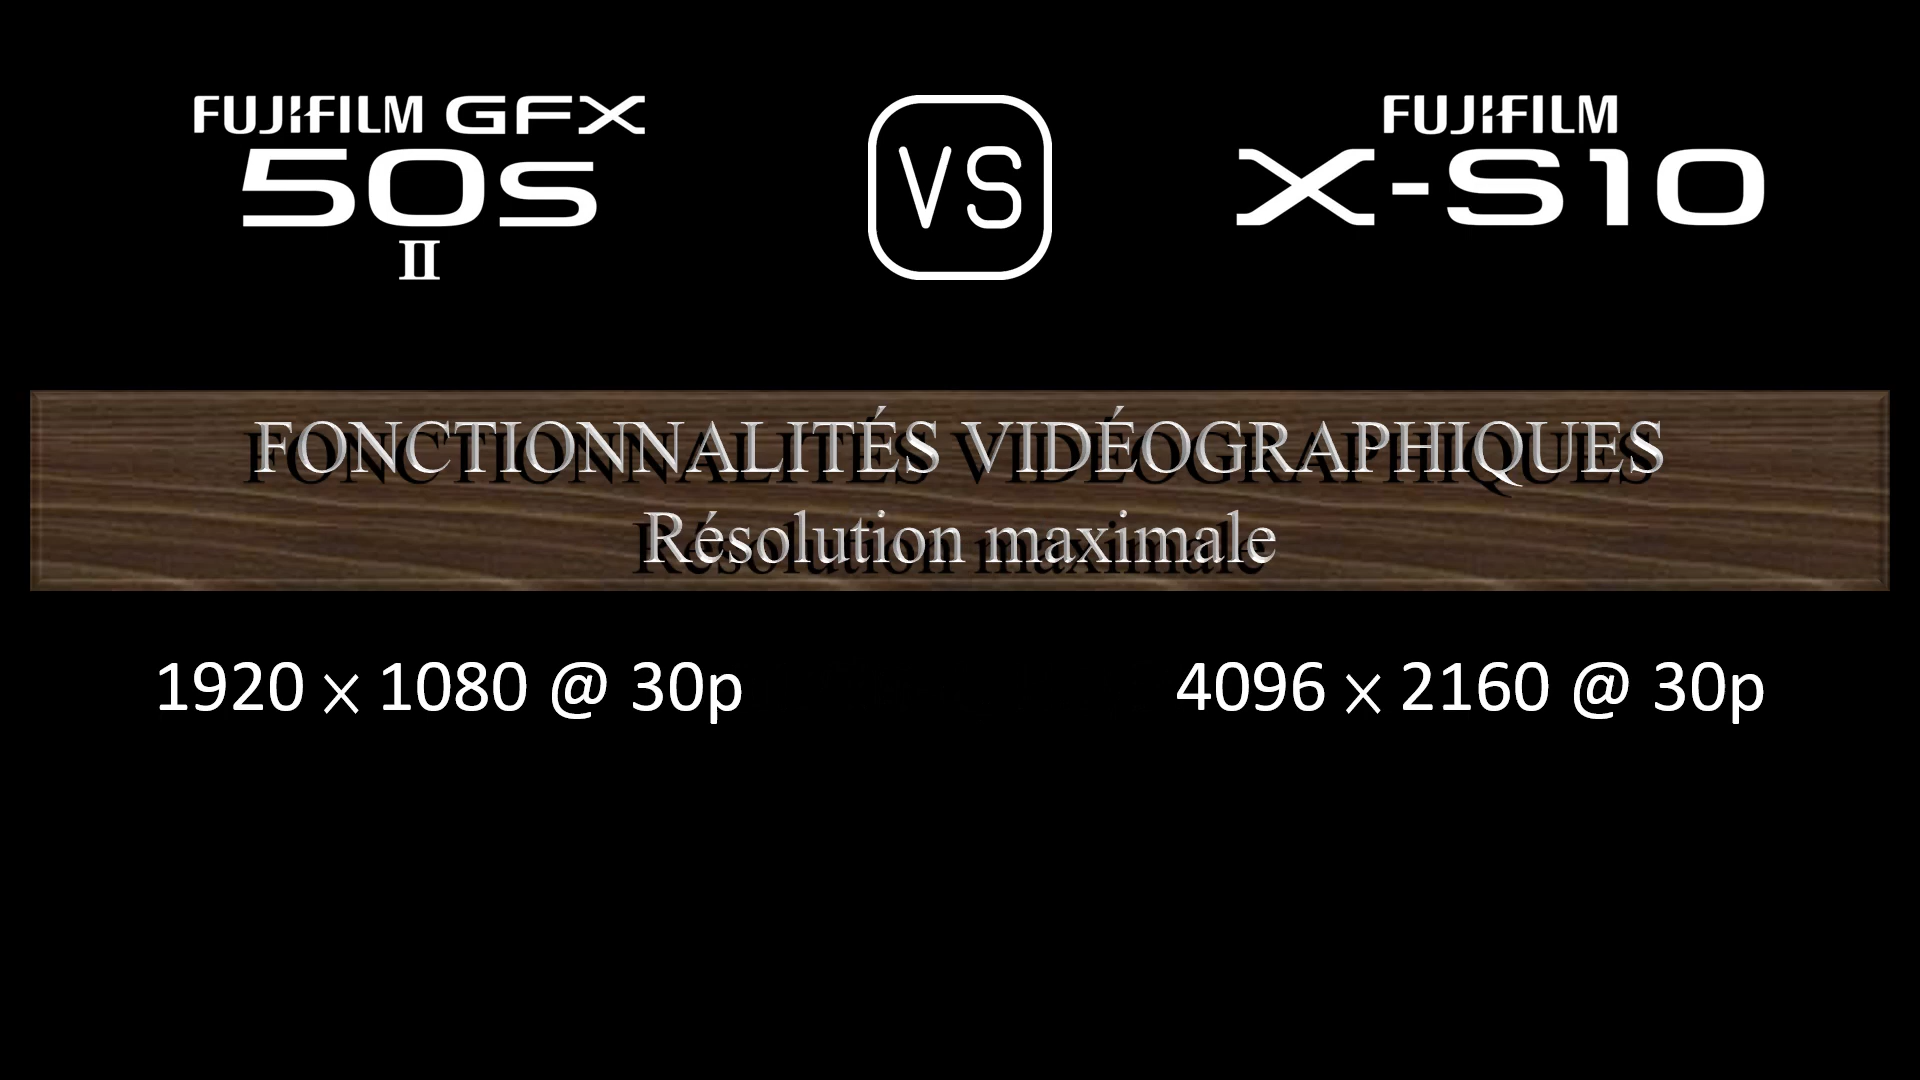 FUJIFILM GFX
50S
II
VS
FUJIFILM
X-S10
FONCTIONNALITÉS VIDÉOGRAPHIQUES
Résolution maximale
1920 x 1080 @ 30p
4096 x 2160 @ 30p